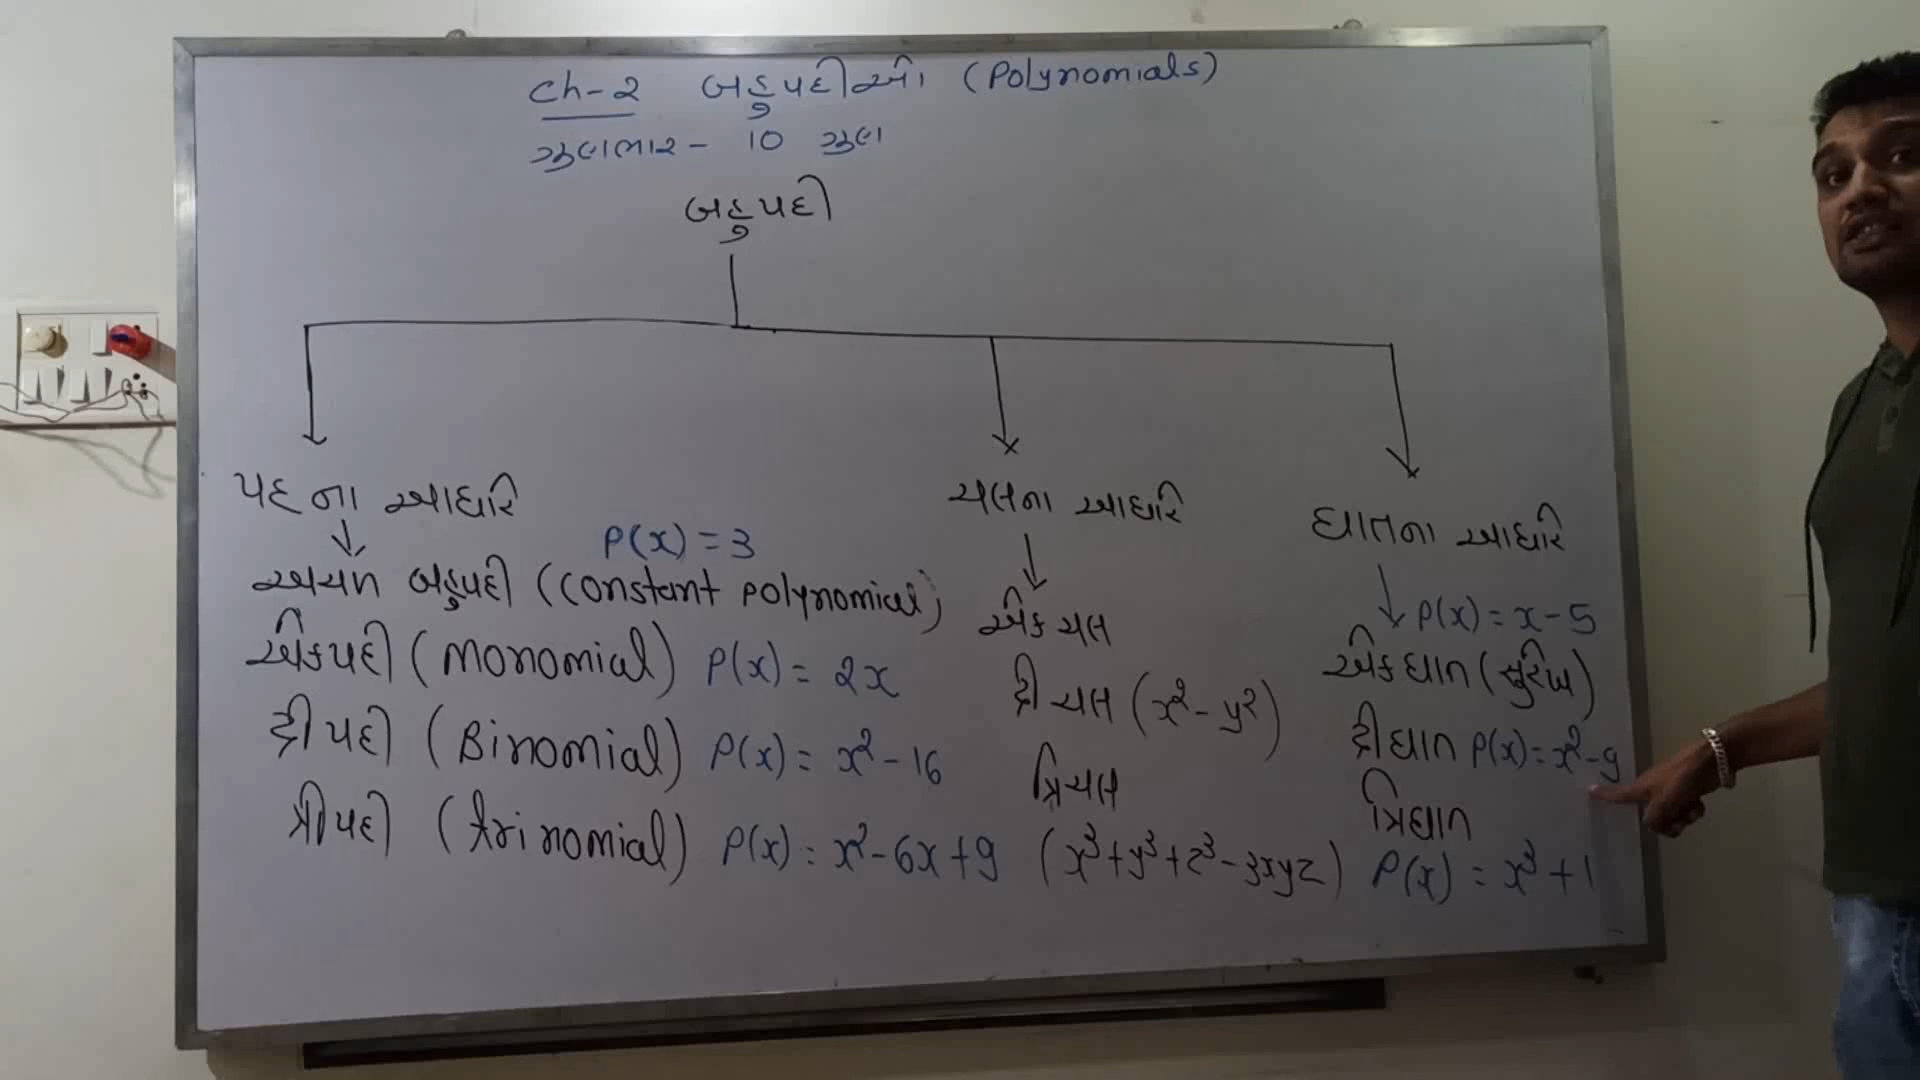 Ch-2 બહુપદીઓ (Polynomials)
ગુણભાર - 10 ગુણ
બહુપદી
પદ ના આધારે
અચળ બહુપદી (Constant polynomial) P(x) = 3
એકપદી (Monomial) P(x) = 2x
દ્વીપદી (Binomial) P(x) = x² - 16
ત્રીપદી (trinomial) P(x) = x² - 6x + 9
ચલના આધારે
એક ચલ
દ્વી ચલ (x² - y²)
ત્રિચલ
(x³ + y³ + z³ - 3xyz)
ઘાતના આધારે
P(x) = x - 5
એક ઘાત (સુરેખ)
દ્વીઘાત P(x) = x² - 9
ત્રિઘાત
P(x) = x³ + 1